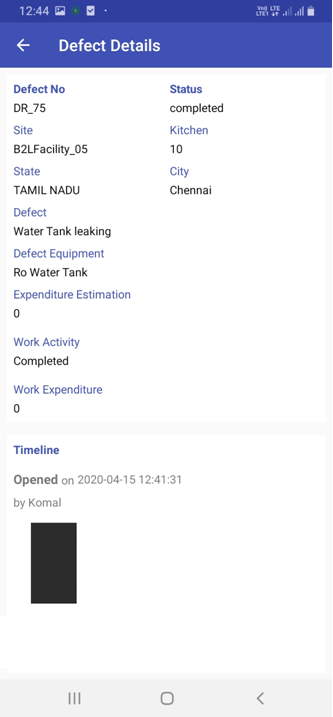 12:44
Vo)) LTE
LTE1
Defect Details
Defect No
Status
DR_75
completed
Site
Kitchen
B2LFacility_05
10
State
City
TAMIL NADU
Chennai
Defect
Water Tank leaking
Defect Equipment
Ro Water Tank
Expenditure Estimation
0
Work Activity
Completed
Work Expenditure
0
Timeline
Opened on 2020-04-15 12:41:31
by Komal